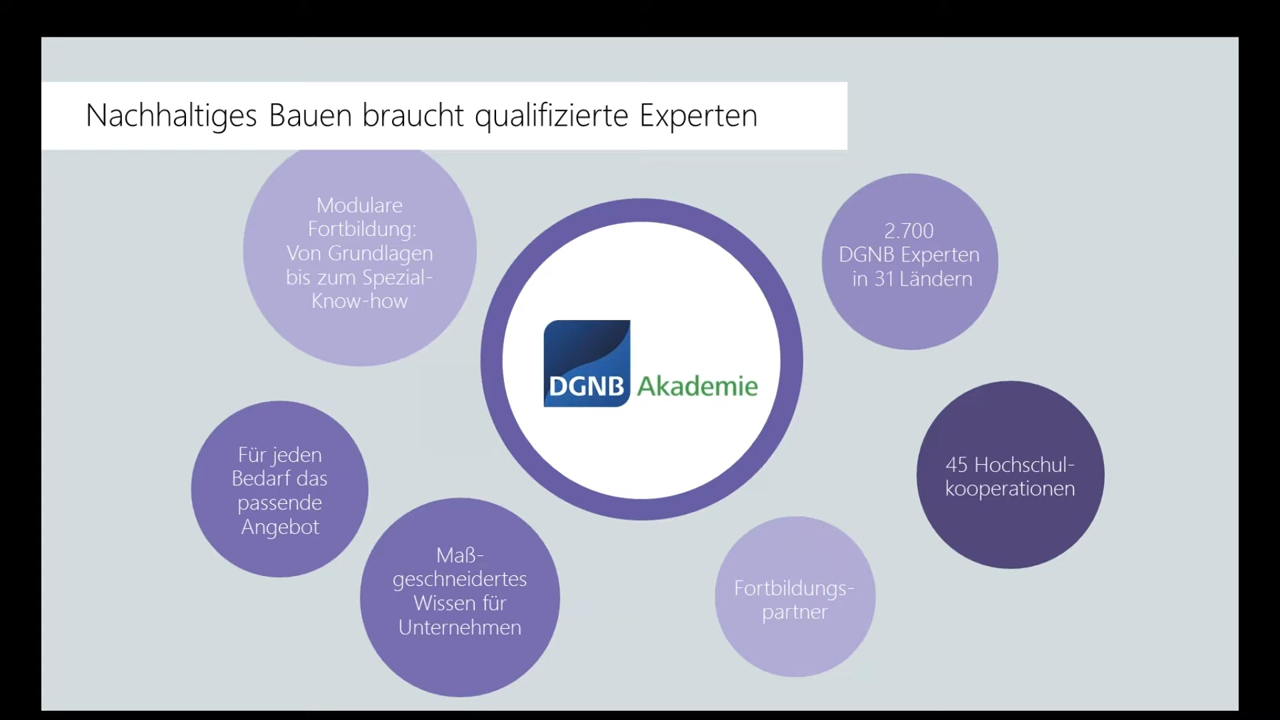 Nachhaltiges Bauen braucht qualifizierte Experten
Modulare
Fortbildung:
Von Grundlagen
bis zum Spezial-
Know-how
2.700
DGNB Experten
in 31 Ländern
DGNB Akademie
Für jeden
Bedarf das
passende
Angebot
45 Hochschul-
kooperationen
Maß-
geschneidertes
Wissen für
Unternehmen
Fortbildungs-
partner